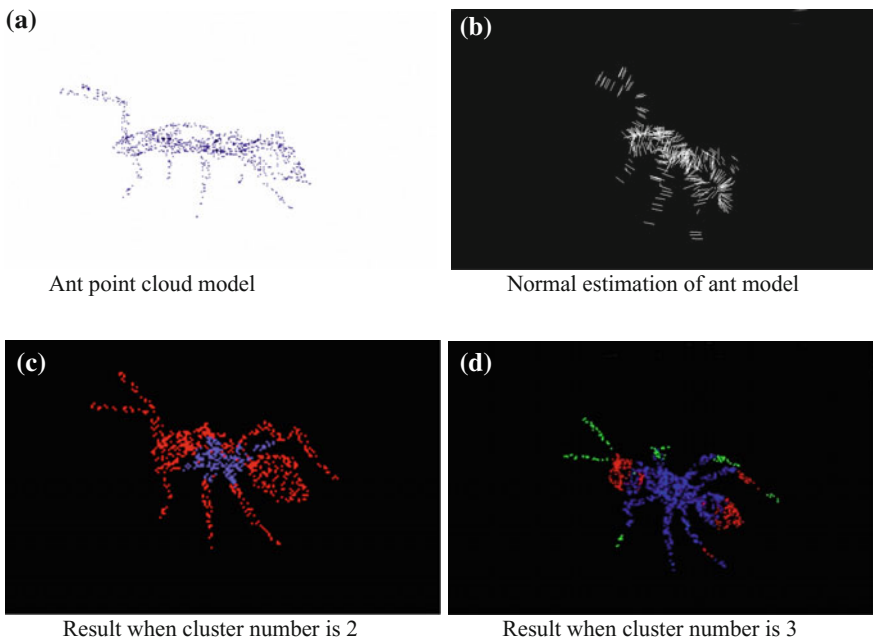 (a)
(b)
Ant point cloud model
Normal estimation of ant model
(c)
(d)
Result when cluster number is 2
Result when cluster number is 3